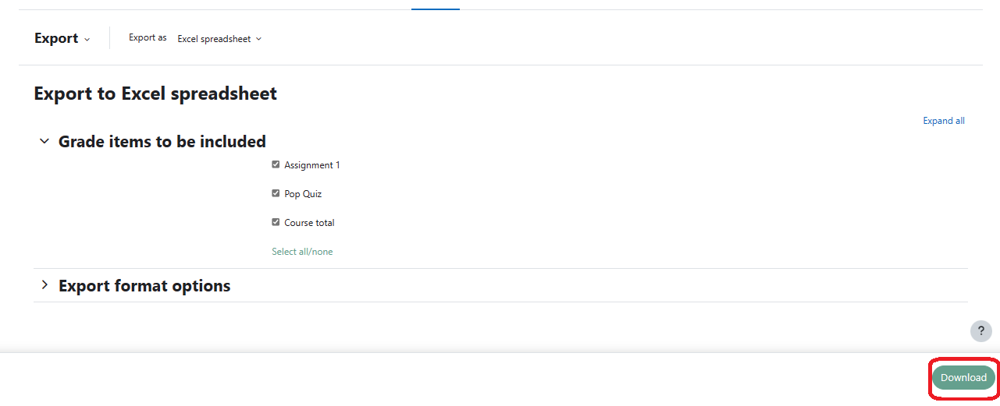 Export
Export as Excel spreadsheet
Export to Excel spreadsheet
Expand all
Grade items to be included
Assignment 1
Pop Quiz
Course total
Select all/none
Export format options
?
Download